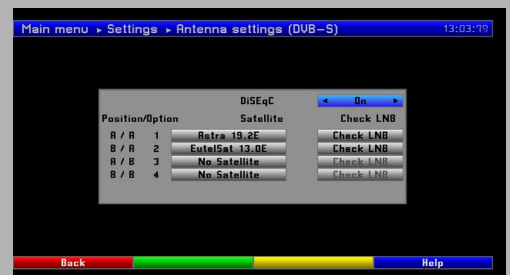 Main menu ▸ Settings ▸ Antenna settings (DVB-S) 13:03:79
DiSEqC ◂ On ▸
Position/Option Satellite Check LNB
A / A 1 Astra 19.2E Check LNB
B / A 2 EutelSat 13.0E Check LNB
A / B 3 No Satellite Check LNB
B / B 4 No Satellite Check LNB
Back Help